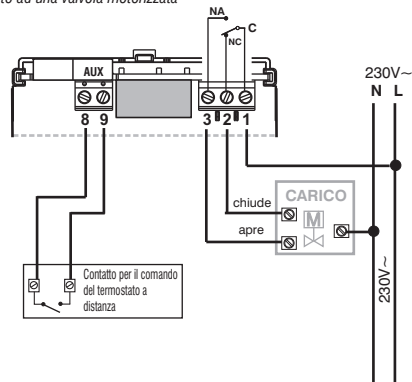 ad una valvola motorizzata
NA
C
NC
AUX
8 9
3 2 1
230V~
N L
chiude
apre
CARICO
M
230V~
Contatto per il comando
del termostato a
distanza